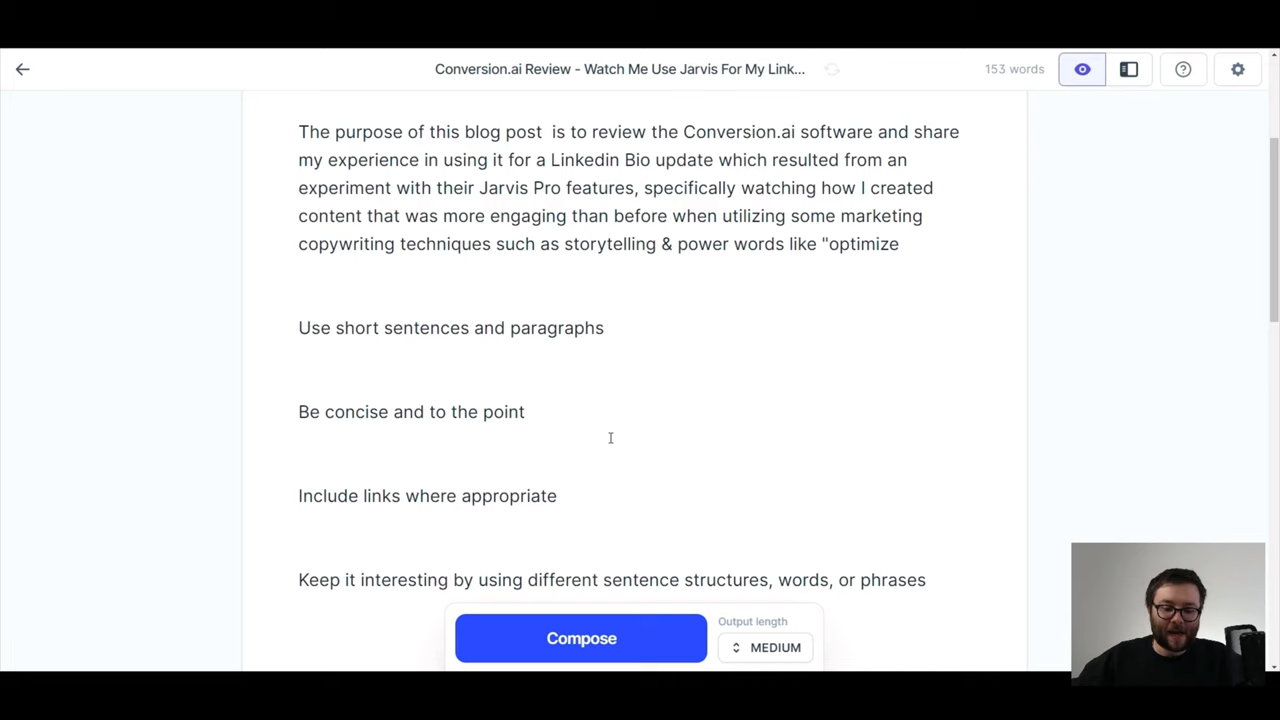 Conversion.ai Review - Watch Me Use Jarvis For My Link...
153 words
The purpose of this blog post  is to review the Conversion.ai software and share
my experience in using it for a Linkedin Bio update which resulted from an
experiment with their Jarvis Pro features, specifically watching how I created
content that was more engaging than before when utilizing some marketing
copywriting techniques such as storytelling & power words like "optimize
Use short sentences and paragraphs
Be concise and to the point
Include links where appropriate
Keep it interesting by using different sentence structures, words, or phrases
Compose
Output length
MEDIUM